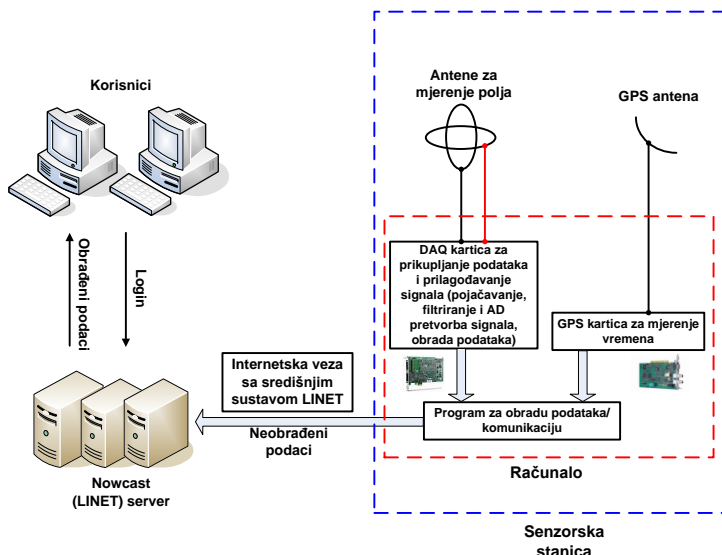 Korisnici
Antene za
mjerenje polja
GPS antena
Obrađeni podaci
Login
DAQ kartica za
prikupljanje podataka
i prilagođavanje
signala (pojačavanje,
filtriranje i AD
pretvorba signala,
obrada podataka)
GPS kartica za mjerenje
vremena
Internetska veza
sa središnjim
sustavom LINET
Neobrađeni
podaci
Program za obradu podataka/
komunikaciju
Računalo
Nowcast
(LINET) server
Senzorska
stanica